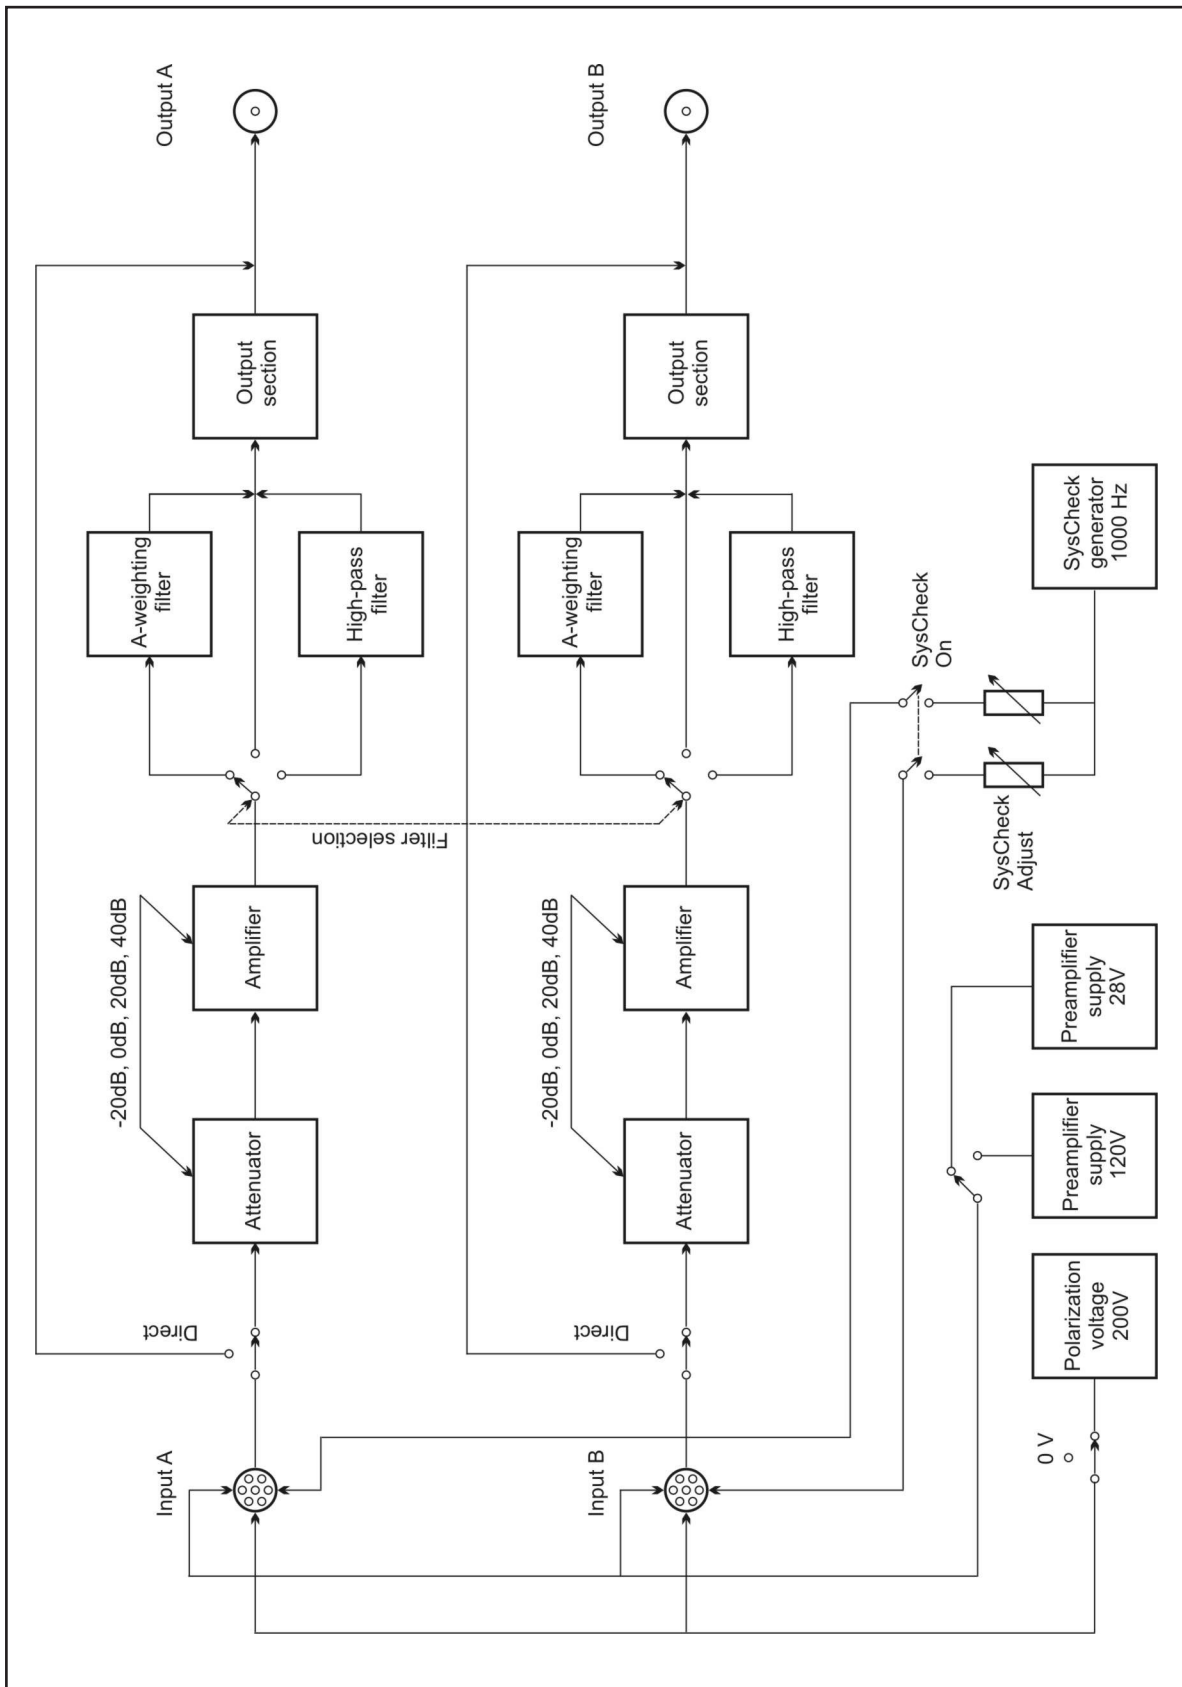 Input A
Direct
-20dB, 0dB, 20dB, 40dB
Attenuator
Amplifier
Filter selection
A-weighting
filter
High-pass
filter
Output
section
Output A
Input B
Direct
-20dB, 0dB, 20dB, 40dB
Attenuator
Amplifier
A-weighting
filter
High-pass
filter
Output
section
Output B
SysCheck
On
SysCheck
Adjust
0 V
Polarization
voltage
200V
Preamplifier
supply
120V
Preamplifier
supply
28V
SysCheck
generator
1000 Hz